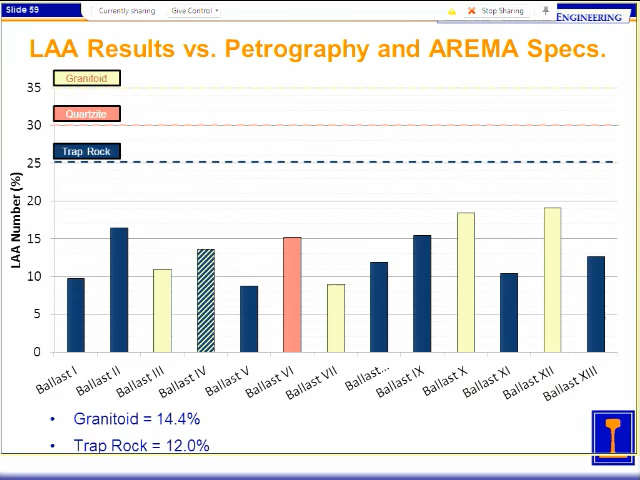 Slide 59
Currently sharing
Give Control
Stop Sharing
ENGINEERING
LAA Results vs. Petrography and AREMA Specs.
Granitoid
Quartzite
Trap Rock
LAA Number (%)
35
30
25
20
15
10
5
0
Ballast I
Ballast II
Ballast III
Ballast IV
Ballast V
Ballast VI
Ballast VII
Ballast...
Ballast IX
Ballast X
Ballast XI
Ballast XII
Ballast XIII
• Granitoid = 14.4%
• Trap Rock = 12.0%